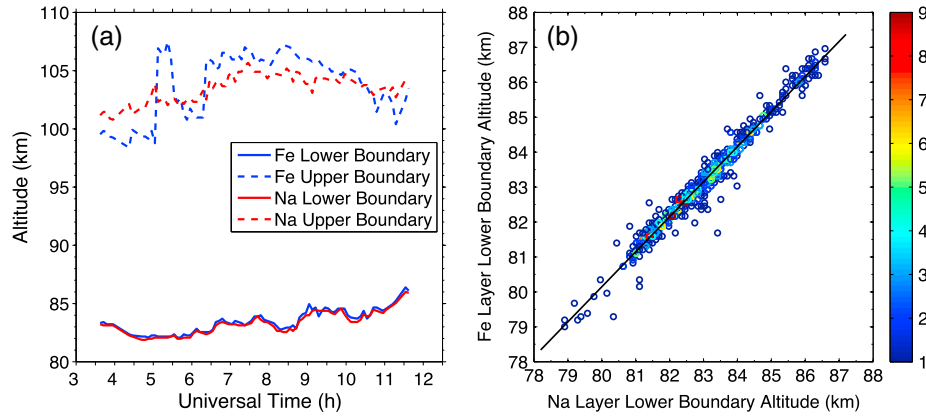 (a)
110
105
100
95
90
85
80
Altitude (km)
3 4 5 6 7 8 9 10 11 12
Universal Time (h)
Fe Lower Boundary
Fe Upper Boundary
Na Lower Boundary
Na Upper Boundary
(b)
88
87
86
85
84
83
82
81
80
79
78
Fe Layer Lower Boundary Altitude (km)
78 79 80 81 82 83 84 85 86 87 88
Na Layer Lower Boundary Altitude (km)
9
8
7
6
5
4
3
2
1